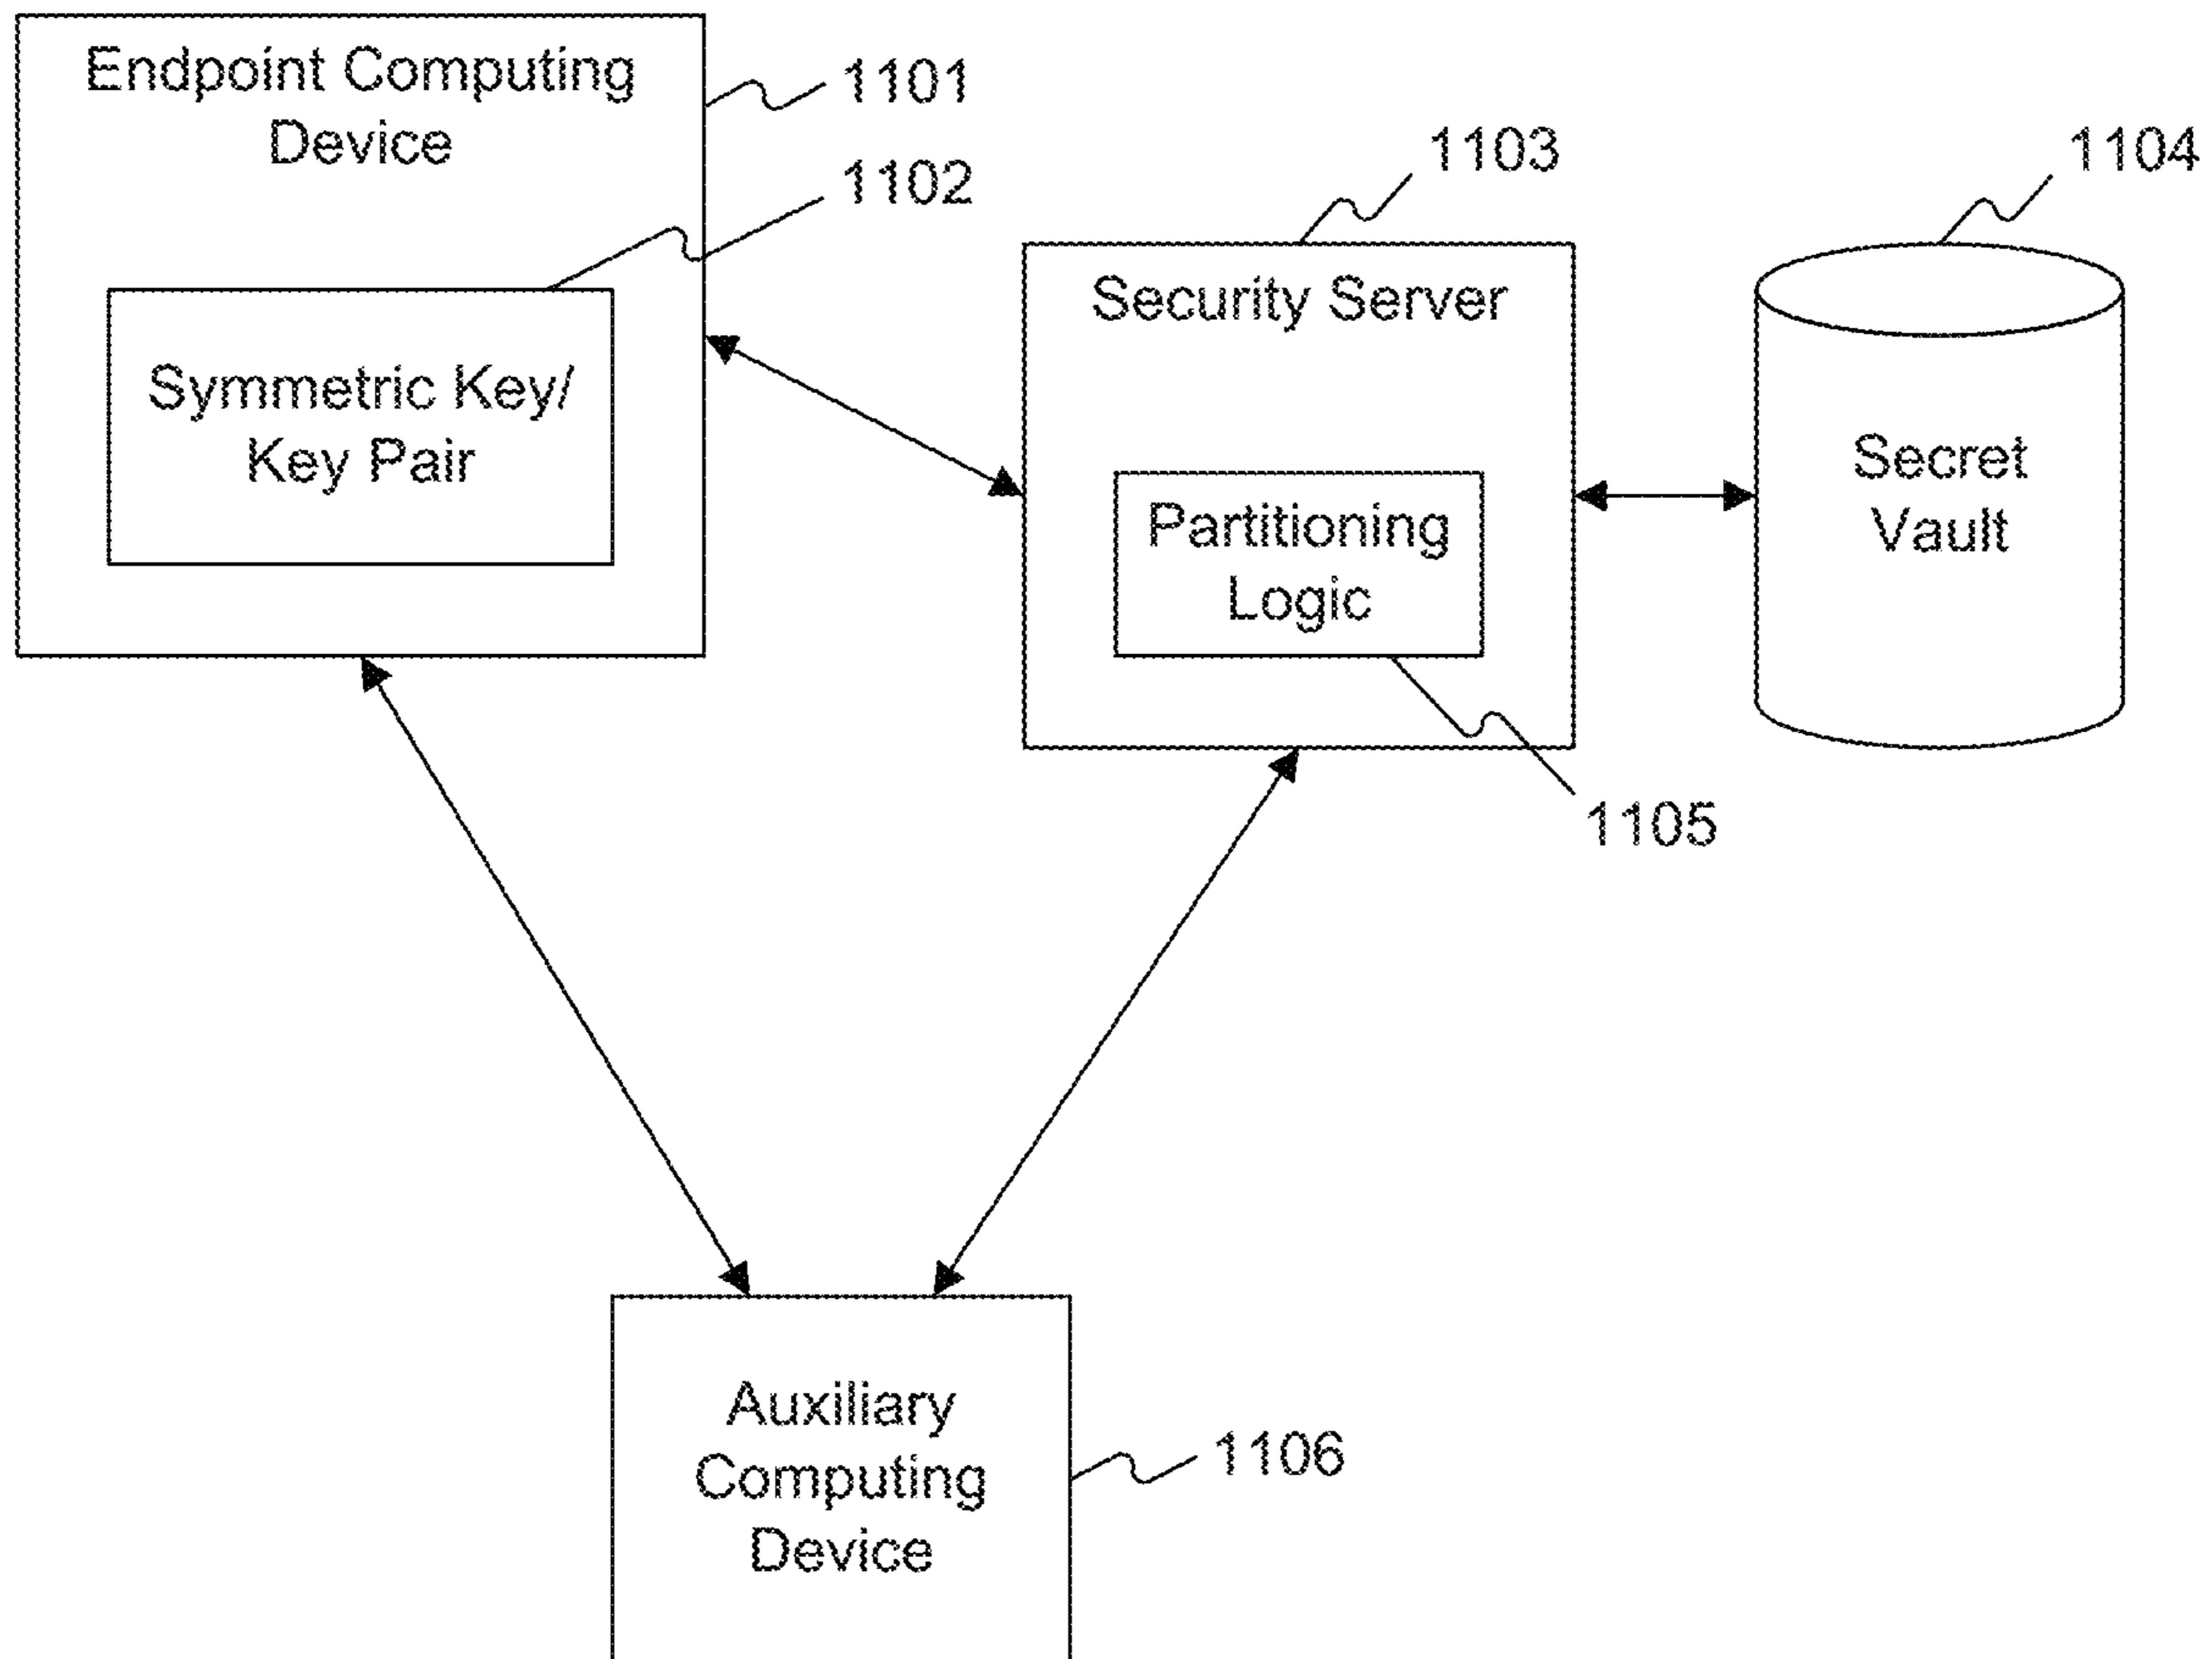 Endpoint Computing
Device
1101
1102
Symmetric Key/
Key Pair
1103
Security Server
Partitioning
Logic
1105
1104
Secret
Vault
Auxiliary
Computing
Device
1106